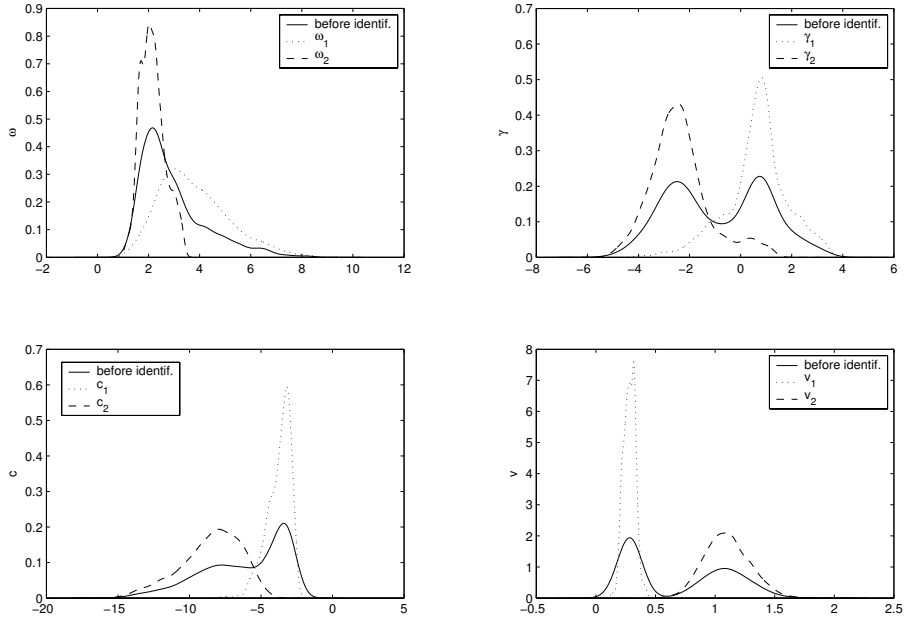 0.9
0.8
0.7
0.6
0.5
0.4
0.3
0.2
0.1
0
ω
−2 0 2 4 6 8 10 12
before identif.
ω1
ω2
0.7
0.6
0.5
0.4
0.3
0.2
0.1
0
γ
−8 −6 −4 −2 0 2 4 6
before identif.
γ1
γ2
0.7
0.6
0.5
0.4
0.3
0.2
0.1
0
c
−20 −15 −10 −5 0 5
before identif.
c1
c2
8
7
6
5
4
3
2
1
0
v
−0.5 0 0.5 1 1.5 2 2.5
before identif.
v1
v2